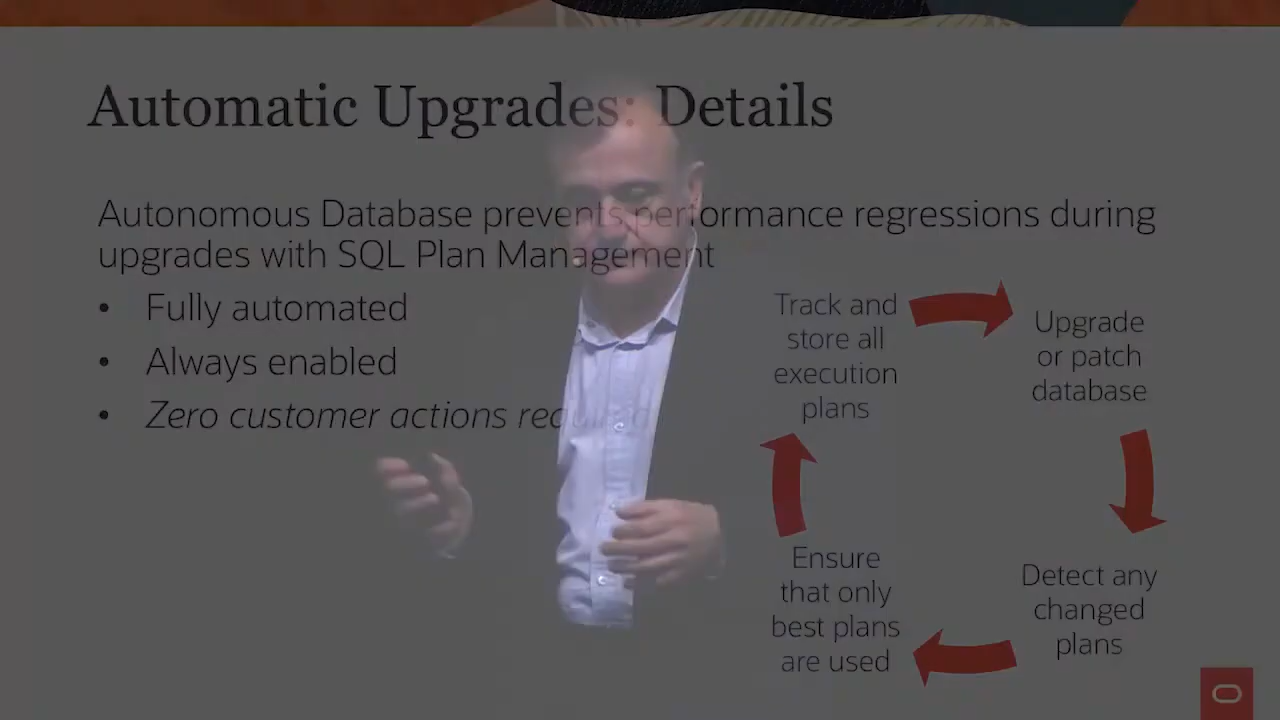 Automatic Upgrades: Details
Autonomous Database prevents performance regressions during
upgrades with SQL Plan Management
• Fully automated
• Always enabled
• Zero customer actions required
Track and
store all
execution
plans
Upgrade
or patch
database
Detect any
changed
plans
Ensure
that only
best plans
are used